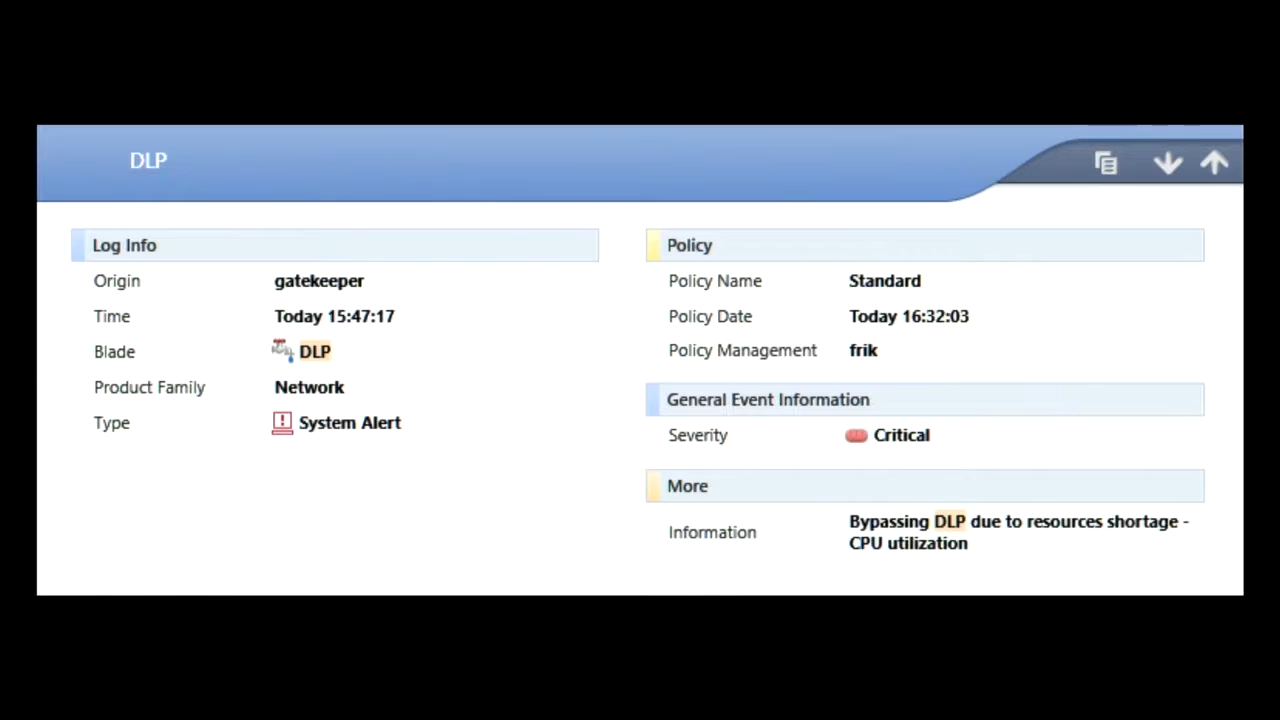 DLP
Log Info
Origin gatekeeper
Time Today 15:47:17
Blade DLP
Product Family Network
Type System Alert
Policy
Policy Name Standard
Policy Date Today 16:32:03
Policy Management frik
General Event Information
Severity Critical
More
Information Bypassing DLP due to resources shortage -
CPU utilization